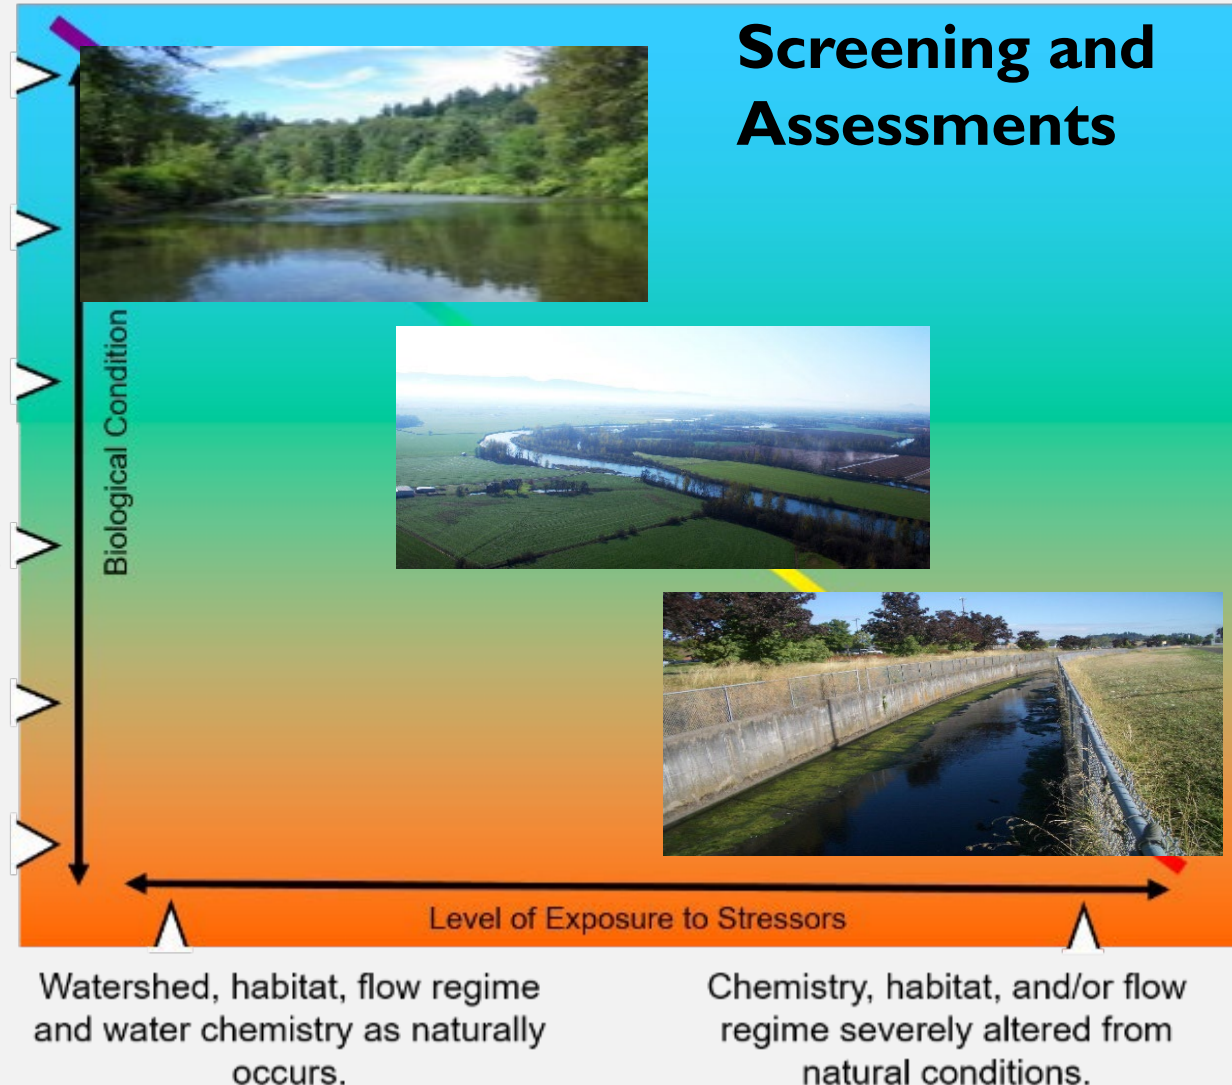 Screening and
Assessments
Biological Condition
Level of Exposure to Stressors
Watershed, habitat, flow regime
and water chemistry as naturally
occurs.
Chemistry, habitat, and/or flow
regime severely altered from
natural conditions.